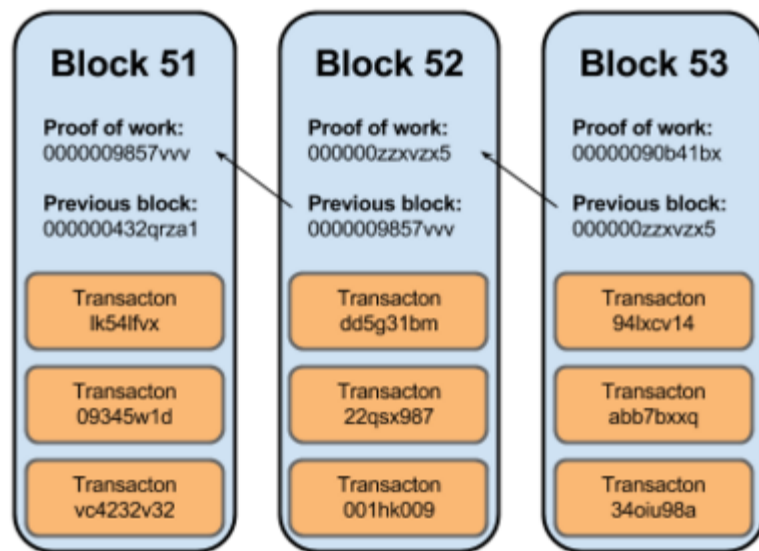 Block 51
Proof of work:
0000009857vvv
Previous block:
000000432qrza1
Transacton
lk54lfvx
Transacton
09345w1d
Transacton
vc4232v32
Block 52
Proof of work:
000000zzxvzx5
Previous block:
0000009857vvv
Transacton
dd5g31bm
Transacton
22qsx987
Transacton
001hk009
Block 53
Proof of work:
00000090b41bx
Previous block:
000000zzxvzx5
Transacton
94lxcv14
Transacton
abb7bxxq
Transacton
34oiu98a